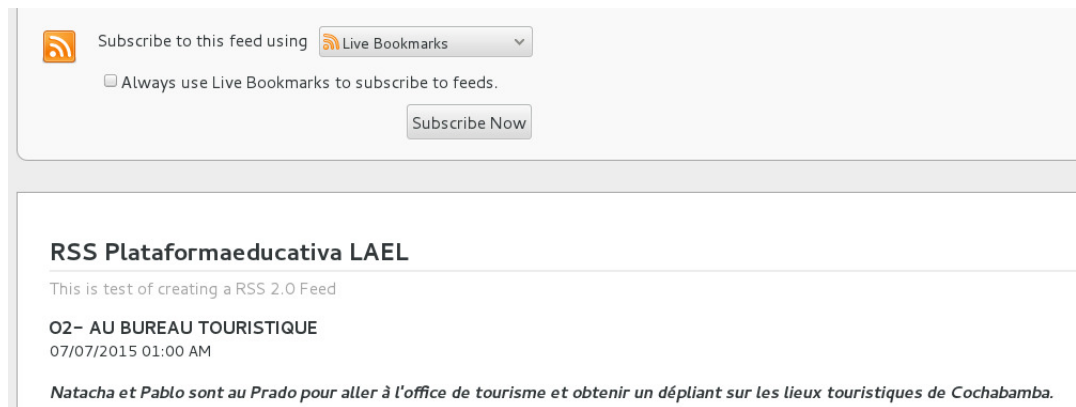 Subscribe to this feed using Live Bookmarks
Always use Live Bookmarks to subscribe to feeds.
Subscribe Now
RSS Plataformaeducativa LAEL
This is test of creating a RSS 2.0 Feed
O2- AU BUREAU TOURISTIQUE
07/07/2015 01:00 AM
Natacha et Pablo sont au Prado pour aller à l'office de tourisme et obtenir un dépliant sur les lieux touristiques de Cochabamba.